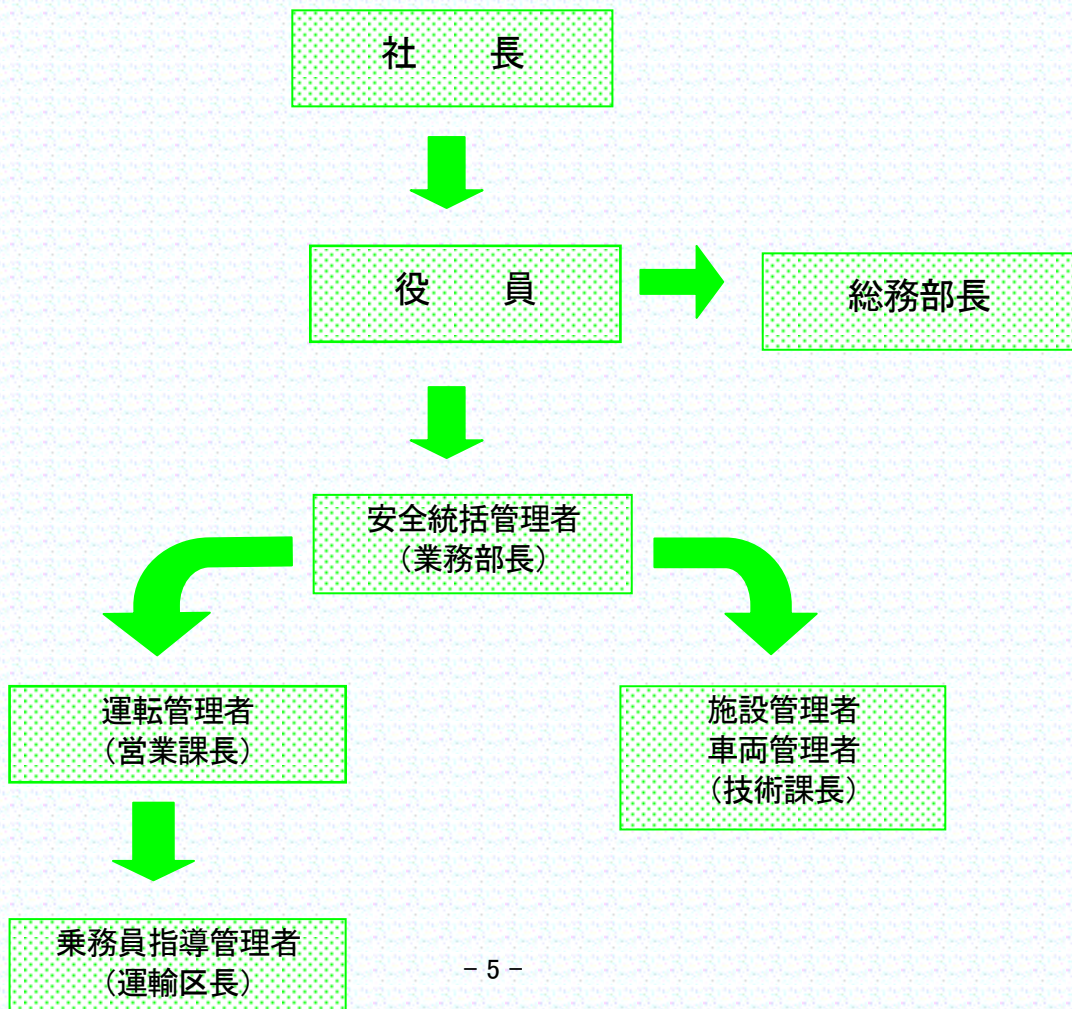 社　　長
役　　員
総務部長
安全統括管理者
（業務部長）
運転管理者
（営業課長）
施設管理者
車両管理者
（技術課長）
乗務員指導管理者
（運輸区長）
－ 5 －